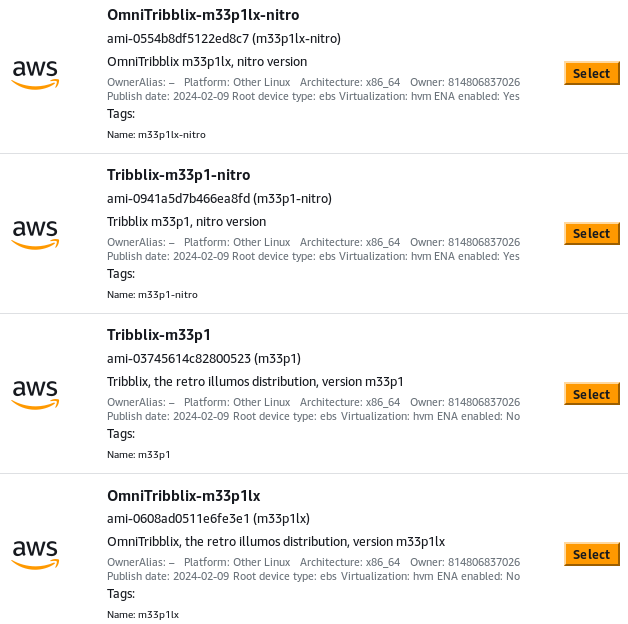 OmniTribblix-m33p1lx-nitro
ami-0554b8df5122ed8c7 (m33p1lx-nitro)
aws
OmniTribblix m33p1lx, nitro version
Select
OwnerAlias: – Platform: Other Linux Architecture: x86_64 Owner: 814806837026
Publish date: 2024-02-09 Root device type: ebs Virtualization: hvm ENA enabled: Yes
Tags:
Name: m33p1lx-nitro
Tribblix-m33p1-nitro
ami-0941a5d7b466ea8fd (m33p1-nitro)
aws
Tribblix m33p1, nitro version
Select
OwnerAlias: – Platform: Other Linux Architecture: x86_64 Owner: 814806837026
Publish date: 2024-02-09 Root device type: ebs Virtualization: hvm ENA enabled: Yes
Tags:
Name: m33p1-nitro
Tribblix-m33p1
ami-03745614c82800523 (m33p1)
aws
Tribblix, the retro illumos distribution, version m33p1
Select
OwnerAlias: – Platform: Other Linux Architecture: x86_64 Owner: 814806837026
Publish date: 2024-02-09 Root device type: ebs Virtualization: hvm ENA enabled: No
Tags:
Name: m33p1
OmniTribblix-m33p1lx
ami-0608ad0511e6fe3e1 (m33p1lx)
aws
OmniTribblix, the retro illumos distribution, version m33p1lx
Select
OwnerAlias: – Platform: Other Linux Architecture: x86_64 Owner: 814806837026
Publish date: 2024-02-09 Root device type: ebs Virtualization: hvm ENA enabled: No
Tags:
Name: m33p1lx